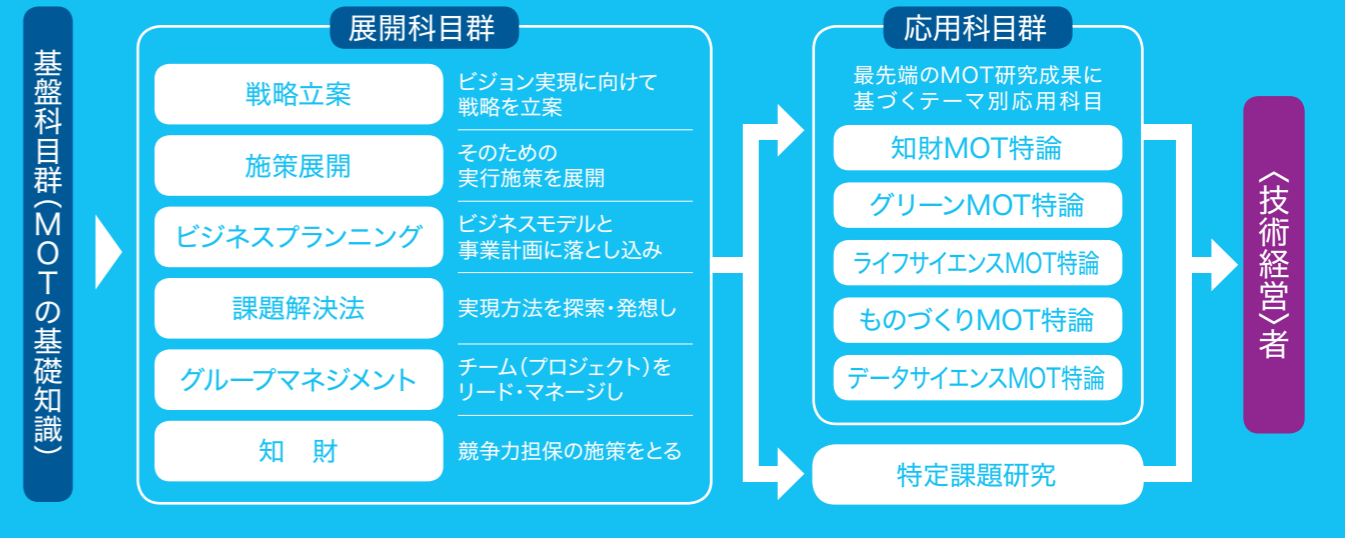 基盤科目群(MOTの基礎知識)
展開科目群
戦略立案
ビジョン実現に向けて
戦略を立案
施策展開
そのための
実行施策を展開
ビジネスプランニング
ビジネスモデルと
事業計画に落とし込み
課題解決法
実現方法を探索・発想し
グループマネジメント
チーム(プロジェクト)を
リード・マネージし
知 財
競争力担保の施策をとる
応用科目群
最先端のMOT研究成果に
基づくテーマ別応用科目
知財MOT特論
グリーンMOT特論
ライフサイエンスMOT特論
ものづくりMOT特論
データサイエンスMOT特論
特定課題研究
〈技術経営〉者